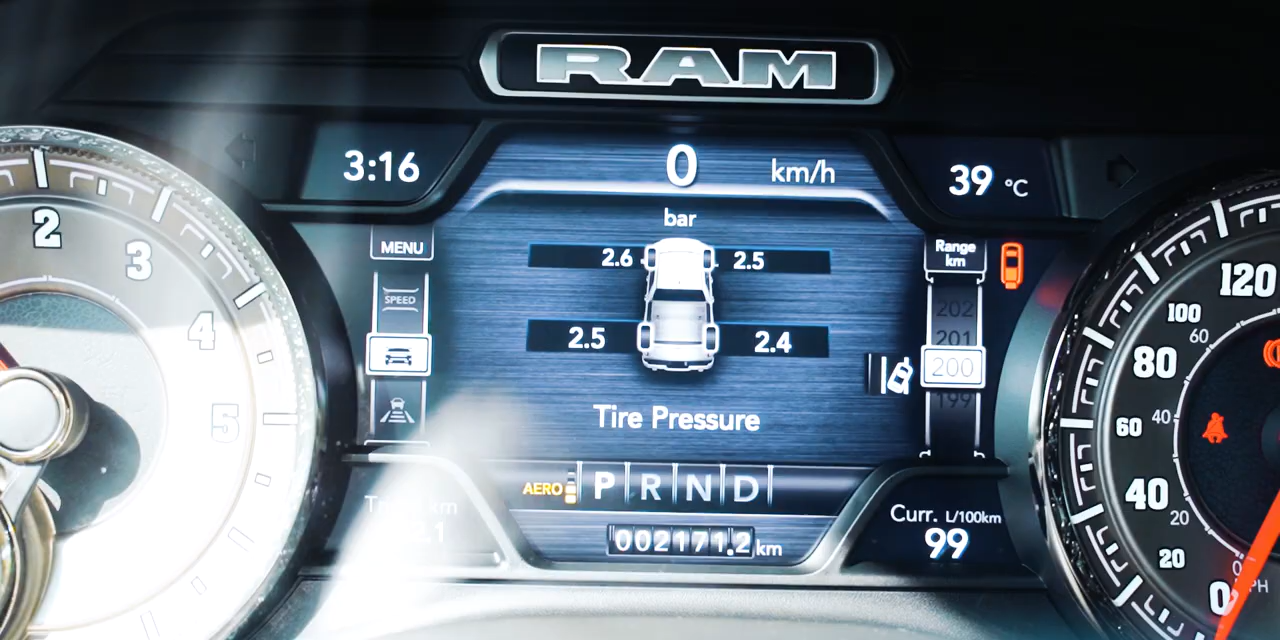 RAM
3:16
0 km/h
39 °C
bar
MENU
Range
km
2.6
2.5
SPEED
202
201
200
199
2.5
2.4
Tire Pressure
AERO P R N D
Curr. L/100km
99
002171.2 km
2
3
4
5
120
100
60
80
60
40
40
20
20
0
0